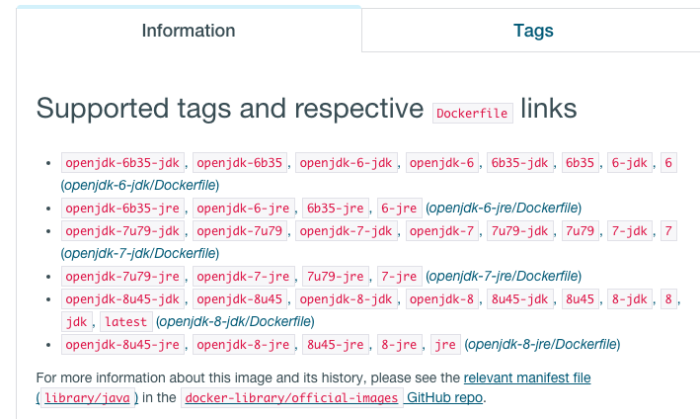 Information Tags
Supported tags and respective Dockerfile links
• openjdk-6b35-jdk, openjdk-6b35, openjdk-6-jdk, openjdk-6, 6b35-jdk, 6b35, 6-jdk, 6
(openjdk-6-jdk/Dockerfile)
• openjdk-6b35-jre, openjdk-6-jre, 6b35-jre, 6-jre (openjdk-6-jre/Dockerfile)
• openjdk-7u79-jdk, openjdk-7u79, openjdk-7-jdk, openjdk-7, 7u79-jdk, 7u79, 7-jdk, 7
(openjdk-7-jdk/Dockerfile)
• openjdk-7u79-jre, openjdk-7-jre, 7u79-jre, 7-jre (openjdk-7-jre/Dockerfile)
• openjdk-8u45-jdk, openjdk-8u45, openjdk-8-jdk, openjdk-8, 8u45-jdk, 8u45, 8-jdk, 8,
jdk, latest (openjdk-8-jdk/Dockerfile)
• openjdk-8u45-jre, openjdk-8-jre, 8u45-jre, 8-jre, jre (openjdk-8-jre/Dockerfile)
For more information about this image and its history, please see the relevant manifest file
(library/java) in the docker-library/official-images GitHub repo.